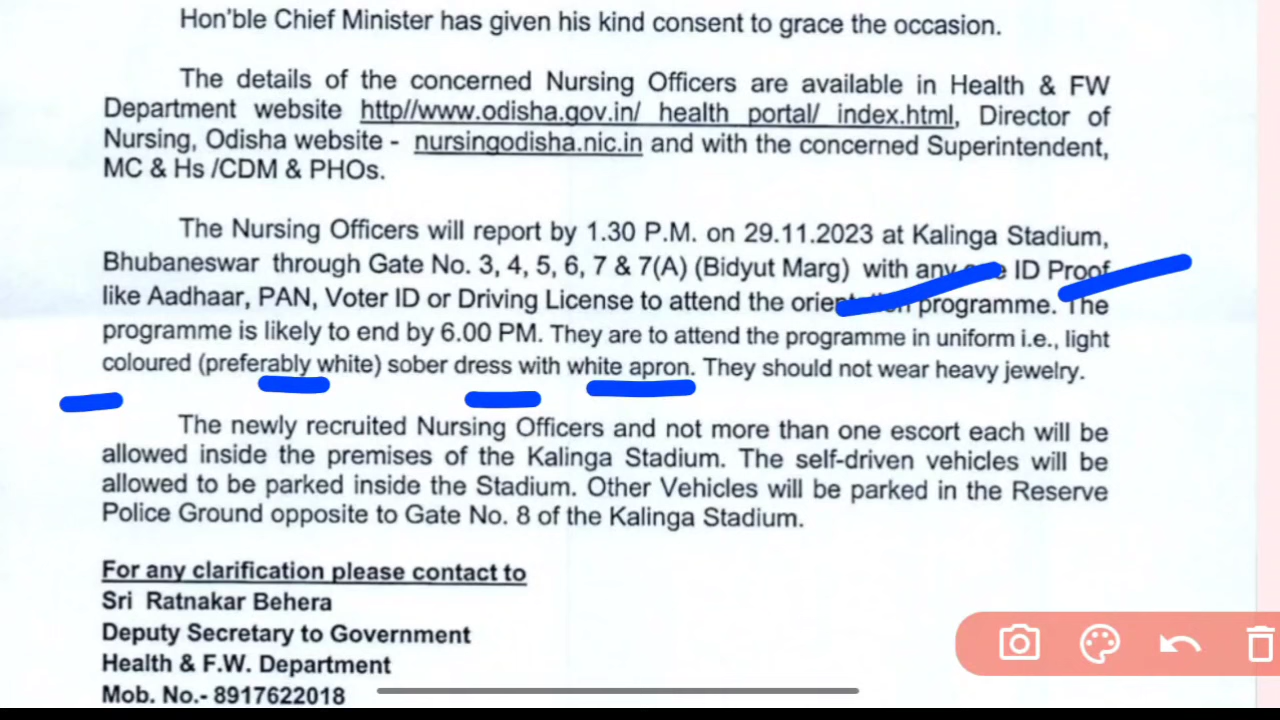 Hon'ble Chief Minister has given his kind consent to grace the occasion.
The details of the concerned Nursing Officers are available in Health & FW
Department website http//www.odisha.gov.in/ health portal/ index.html, Director of
Nursing, Odisha website - nursingodisha.nic.in and with the concerned Superintendent,
MC & Hs /CDM & PHOs.
The Nursing Officers will report by 1.30 P.M. on 29.11.2023 at Kalinga Stadium,
Bhubaneswar through Gate No. 3, 4, 5, 6, 7 & 7(A) (Bidyut Marg) with any one ID Proof
like Aadhaar, PAN, Voter ID or Driving License to attend the orientation programme. The
programme is likely to end by 6.00 PM. They are to attend the programme in uniform i.e., light
coloured (preferably white) sober dress with white apron. They should not wear heavy jewelry.
The newly recruited Nursing Officers and not more than one escort each will be
allowed inside the premises of the Kalinga Stadium. The self-driven vehicles will be
allowed to be parked inside the Stadium. Other Vehicles will be parked in the Reserve
Police Ground opposite to Gate No. 8 of the Kalinga Stadium.
For any clarification please contact to
Sri Ratnakar Behera
Deputy Secretary to Government
Health & F.W. Department
Mob. No.- 8917622018